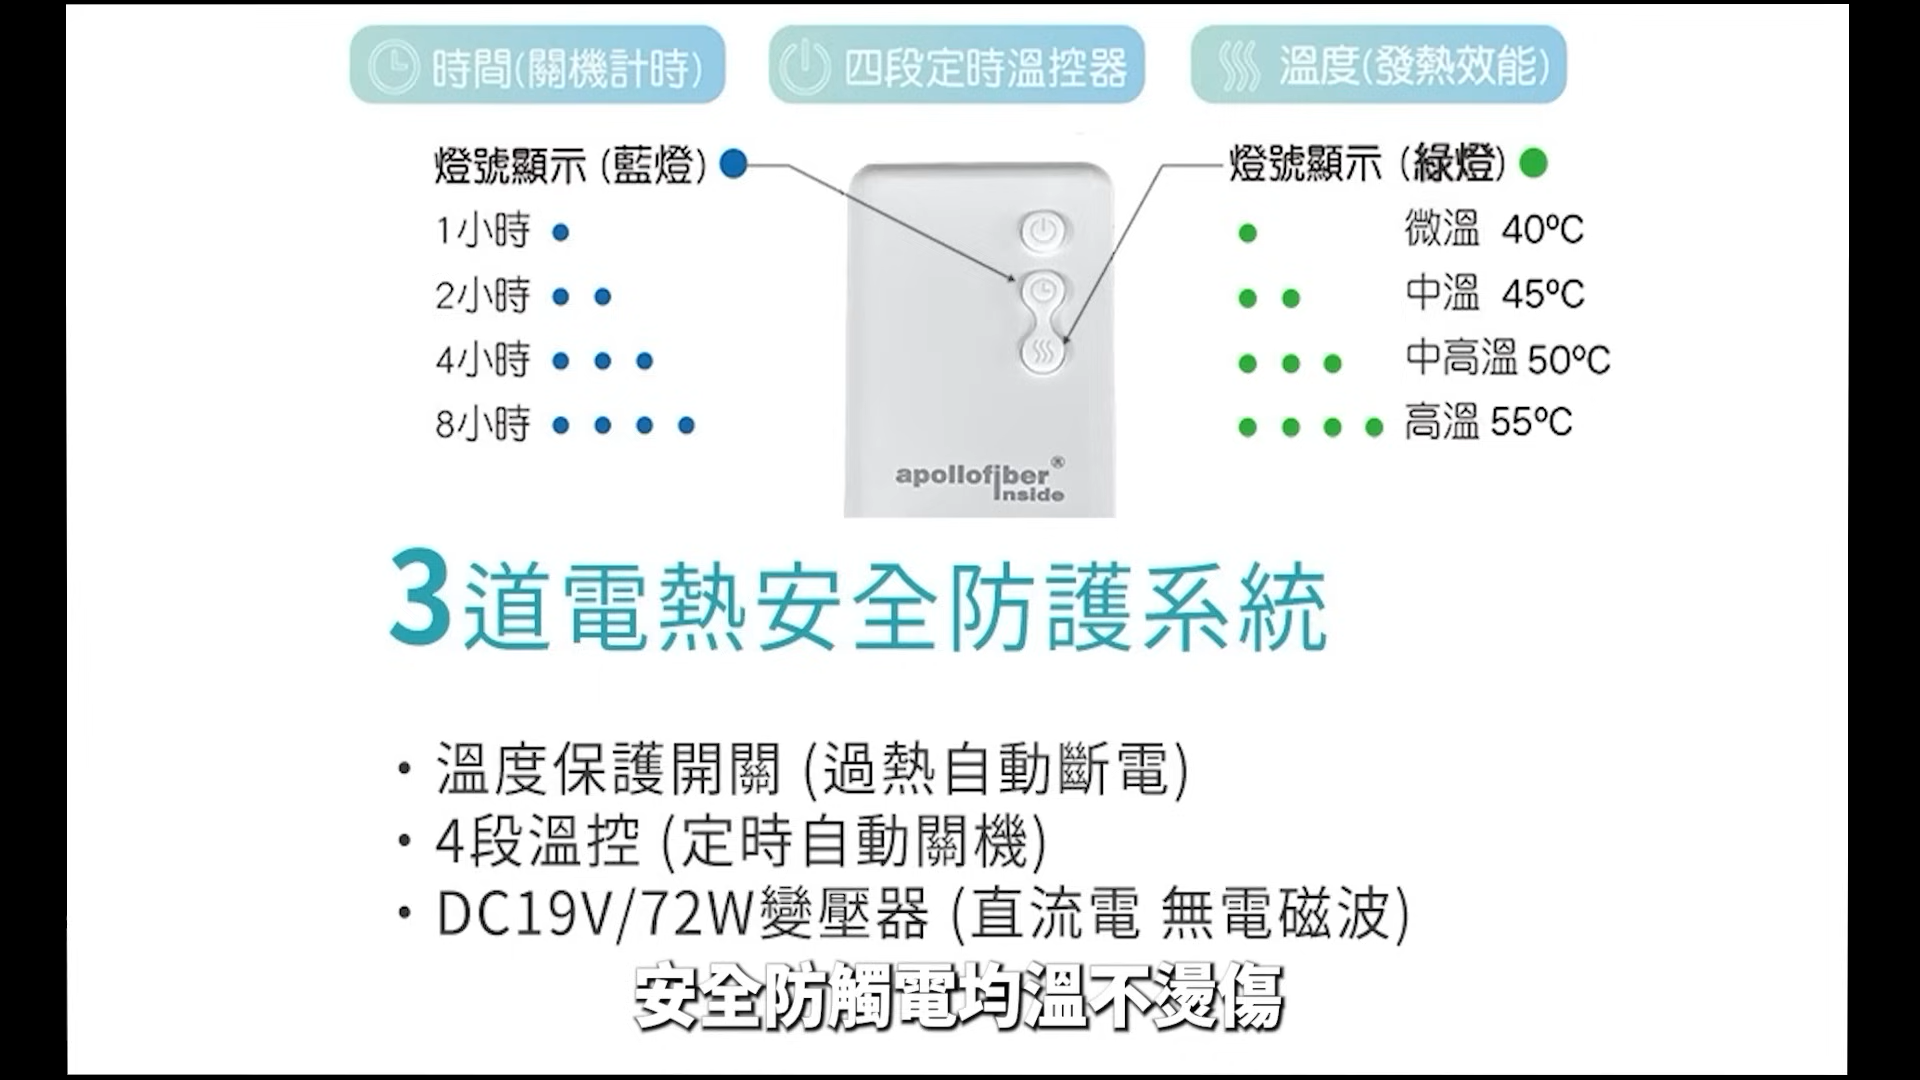 時間(關機計時)
四段定時溫控器
溫度(發熱效能)
燈號顯示 (藍燈)
1小時
2小時
4小時
8小時
燈號顯示 (綠燈)
微溫 40ºC
中溫 45ºC
中高溫 50ºC
高溫 55ºC
apollofiber®
Inside
3道電熱安全防護系統
・溫度保護開關 (過熱自動斷電)
・4段溫控 (定時自動關機)
・DC19V/72W變壓器 (直流電 無電磁波)
安全防觸電均溫不燙傷